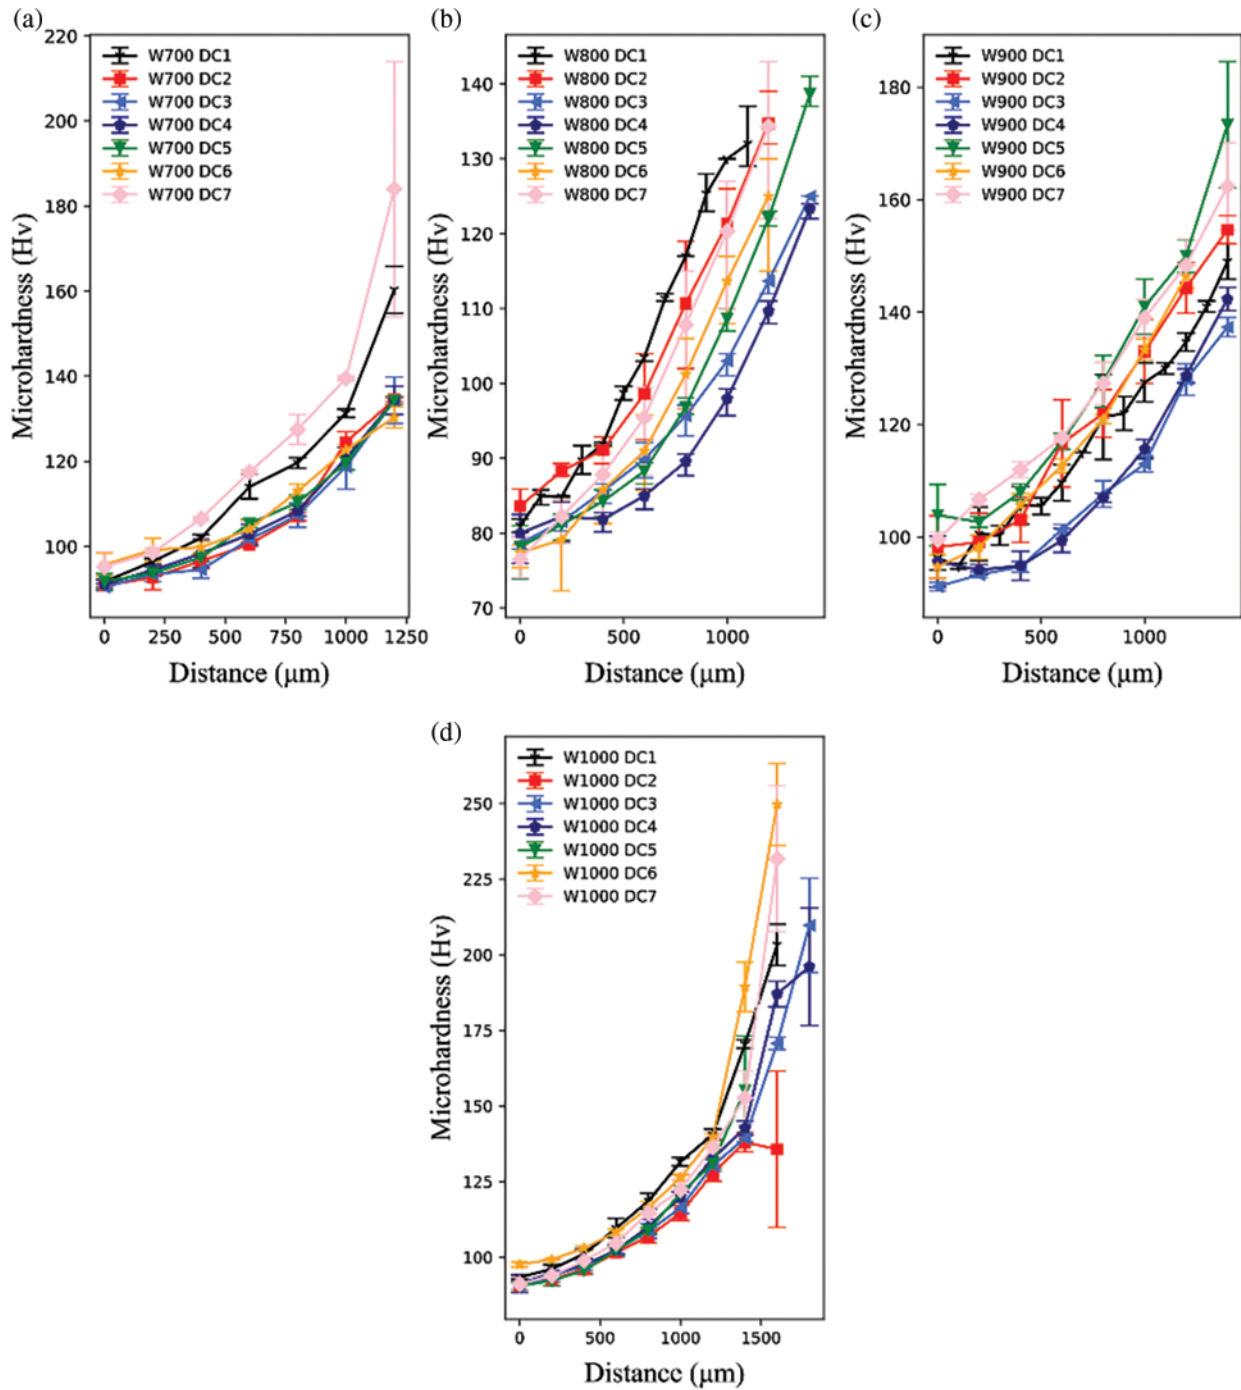 (a)
220
200
180
160
140
120
100
W700 DC1
W700 DC2
W700 DC3
W700 DC4
W700 DC5
W700 DC6
W700 DC7
0 250 500 750 1000 1250
Microhardness (Hv)
Distance (μm)
(b)
140
130
120
110
100
90
80
70
W800 DC1
W800 DC2
W800 DC3
W800 DC4
W800 DC5
W800 DC6
W800 DC7
0 500 1000
Microhardness (Hv)
Distance (μm)
(c)
180
160
140
120
100
W900 DC1
W900 DC2
W900 DC3
W900 DC4
W900 DC5
W900 DC6
W900 DC7
0 500 1000
Microhardness (Hv)
Distance (μm)
(d)
250
225
200
175
150
125
100
W1000 DC1
W1000 DC2
W1000 DC3
W1000 DC4
W1000 DC5
W1000 DC6
W1000 DC7
0 500 1000 1500
Microhardness (Hv)
Distance (μm)